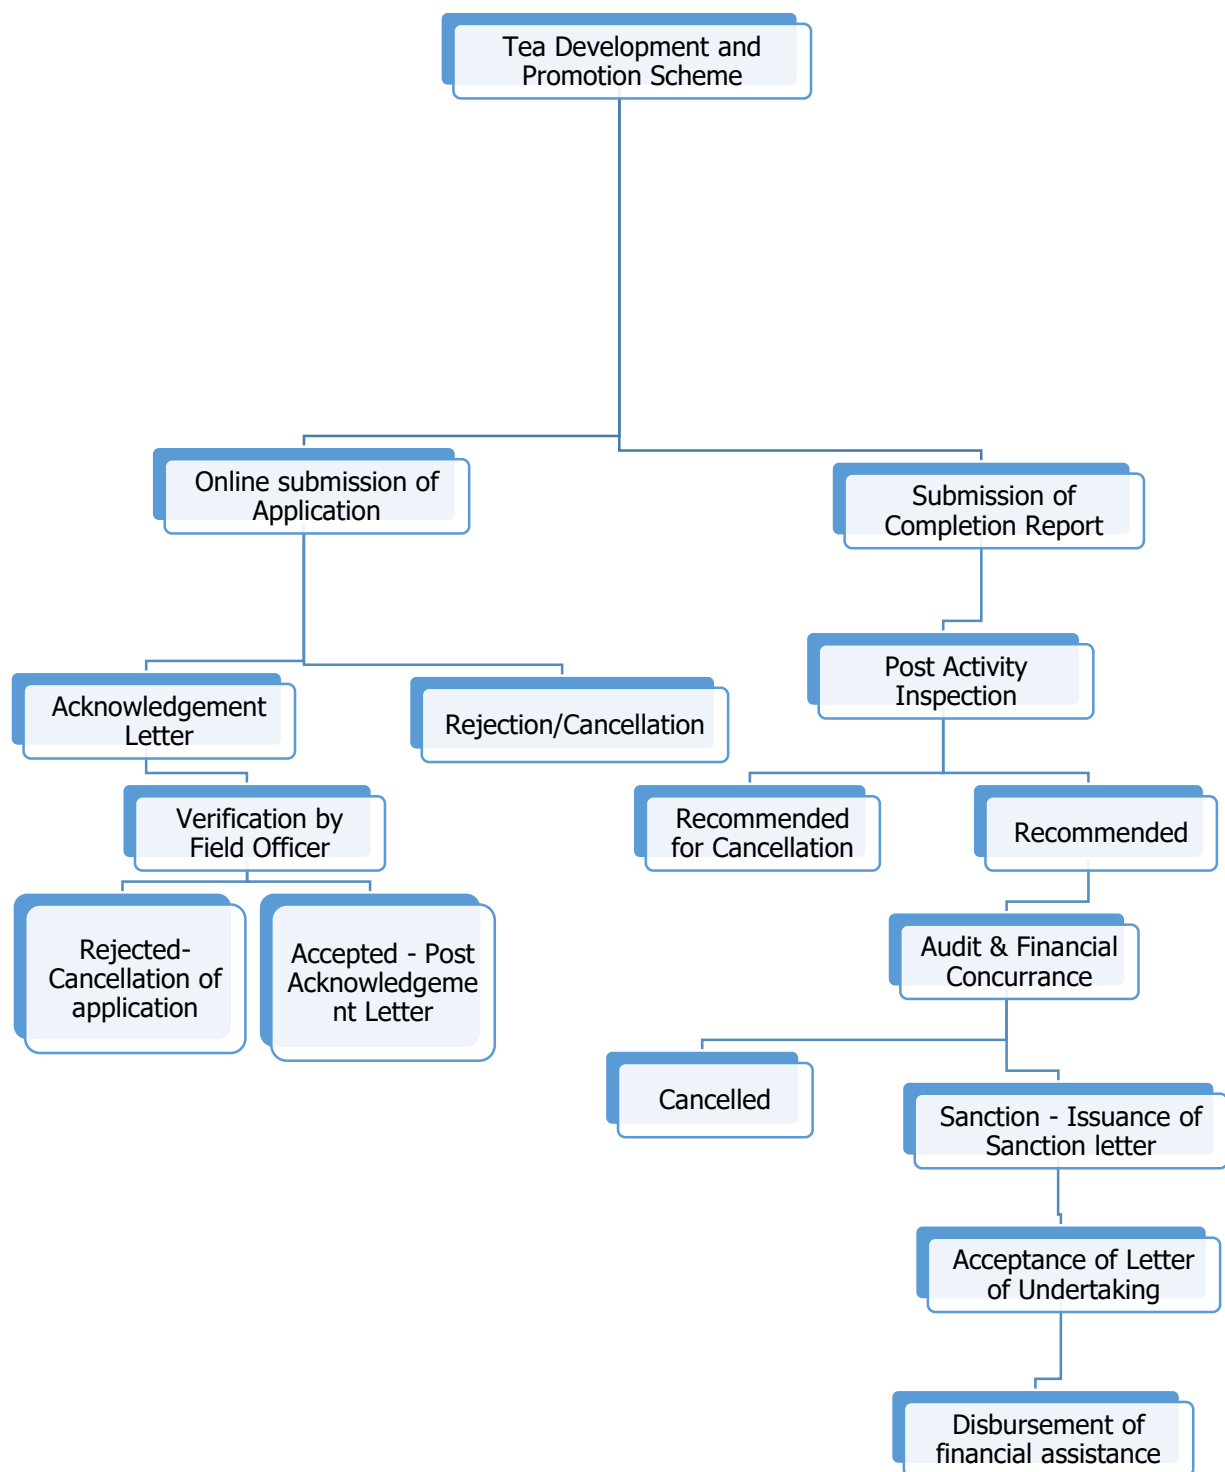 Tea Development and
Promotion Scheme
Online submission of
Application
Submission of
Completion Report
Acknowledgement
Letter
Rejection/Cancellation
Post Activity
Inspection
Verification by
Field Officer
Recommended
for Cancellation
Recommended
Rejected-
Cancellation of
application
Accepted - Post
Acknowledgeme
nt Letter
Audit & Financial
Concurrance
Cancelled
Sanction - Issuance of
Sanction letter
Acceptance of Letter
of Undertaking
Disbursement of
financial assistance